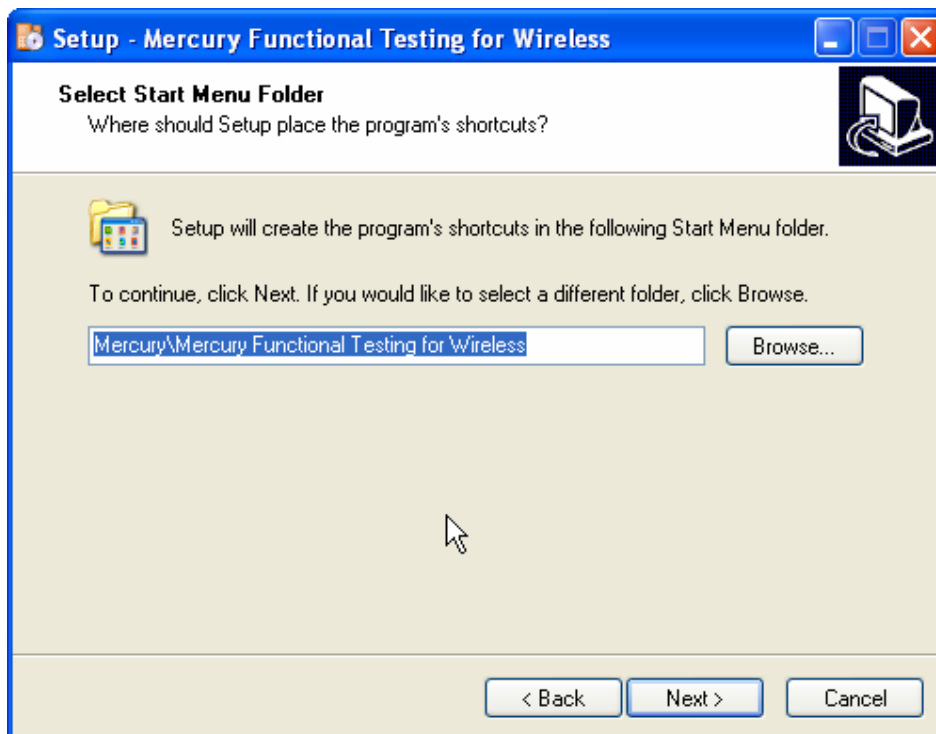 Setup - Mercury Functional Testing for Wireless
Select Start Menu Folder
Where should Setup place the program's shortcuts?
Setup will create the program's shortcuts in the following Start Menu folder.
To continue, click Next. If you would like to select a different folder, click Browse.
Mercury\Mercury Functional Testing for Wireless
Browse...
< Back
Next >
Cancel